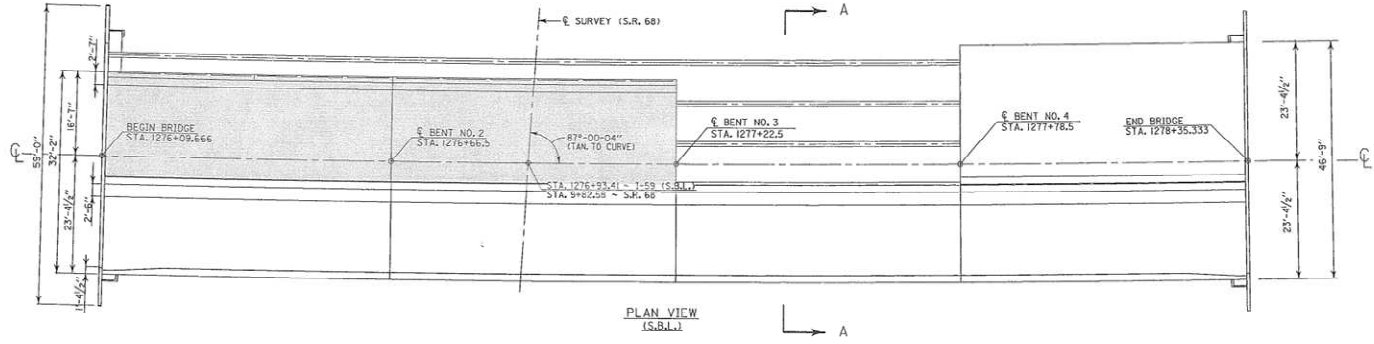 ℄ SURVEY (S.R. 68)
A
2'-7"
16'-7"
32'-2"
59'-0"
23'-4½"
2'-6"
1'-4½"
℄
BEGIN BRIDGE
STA. 1276+09.666
℄ BENT NO. 2
STA. 1276+66.5
87°-00-04"
(TAN. TO CURVE)
STA. 1276+93.41 ~ I-59 (S.B.L.)
STA. 9+82.58 ~ S.R. 68
℄ BENT NO. 3
STA. 1277+22.5
℄ BENT NO. 4
STA. 1277+78.5
END BRIDGE
STA. 1278+35.333
℄
23'-4½"
46'-9"
23'-4½"
PLAN VIEW
(S.B.L.)
A